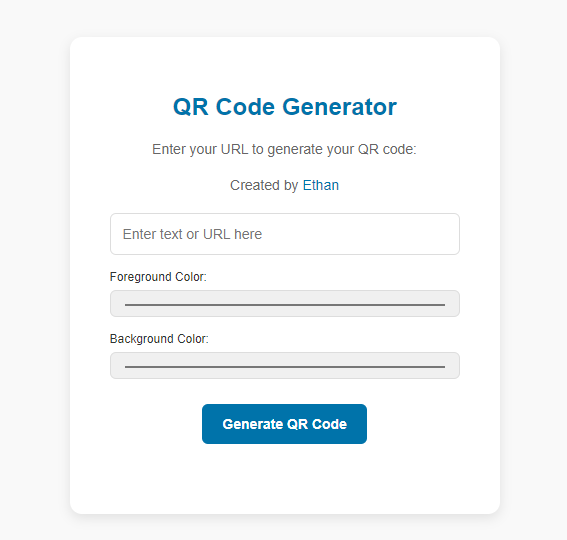 QR Code Generator
Enter your URL to generate your QR code:
Created by Ethan
Enter text or URL here
Foreground Color:
Background Color:
Generate QR Code